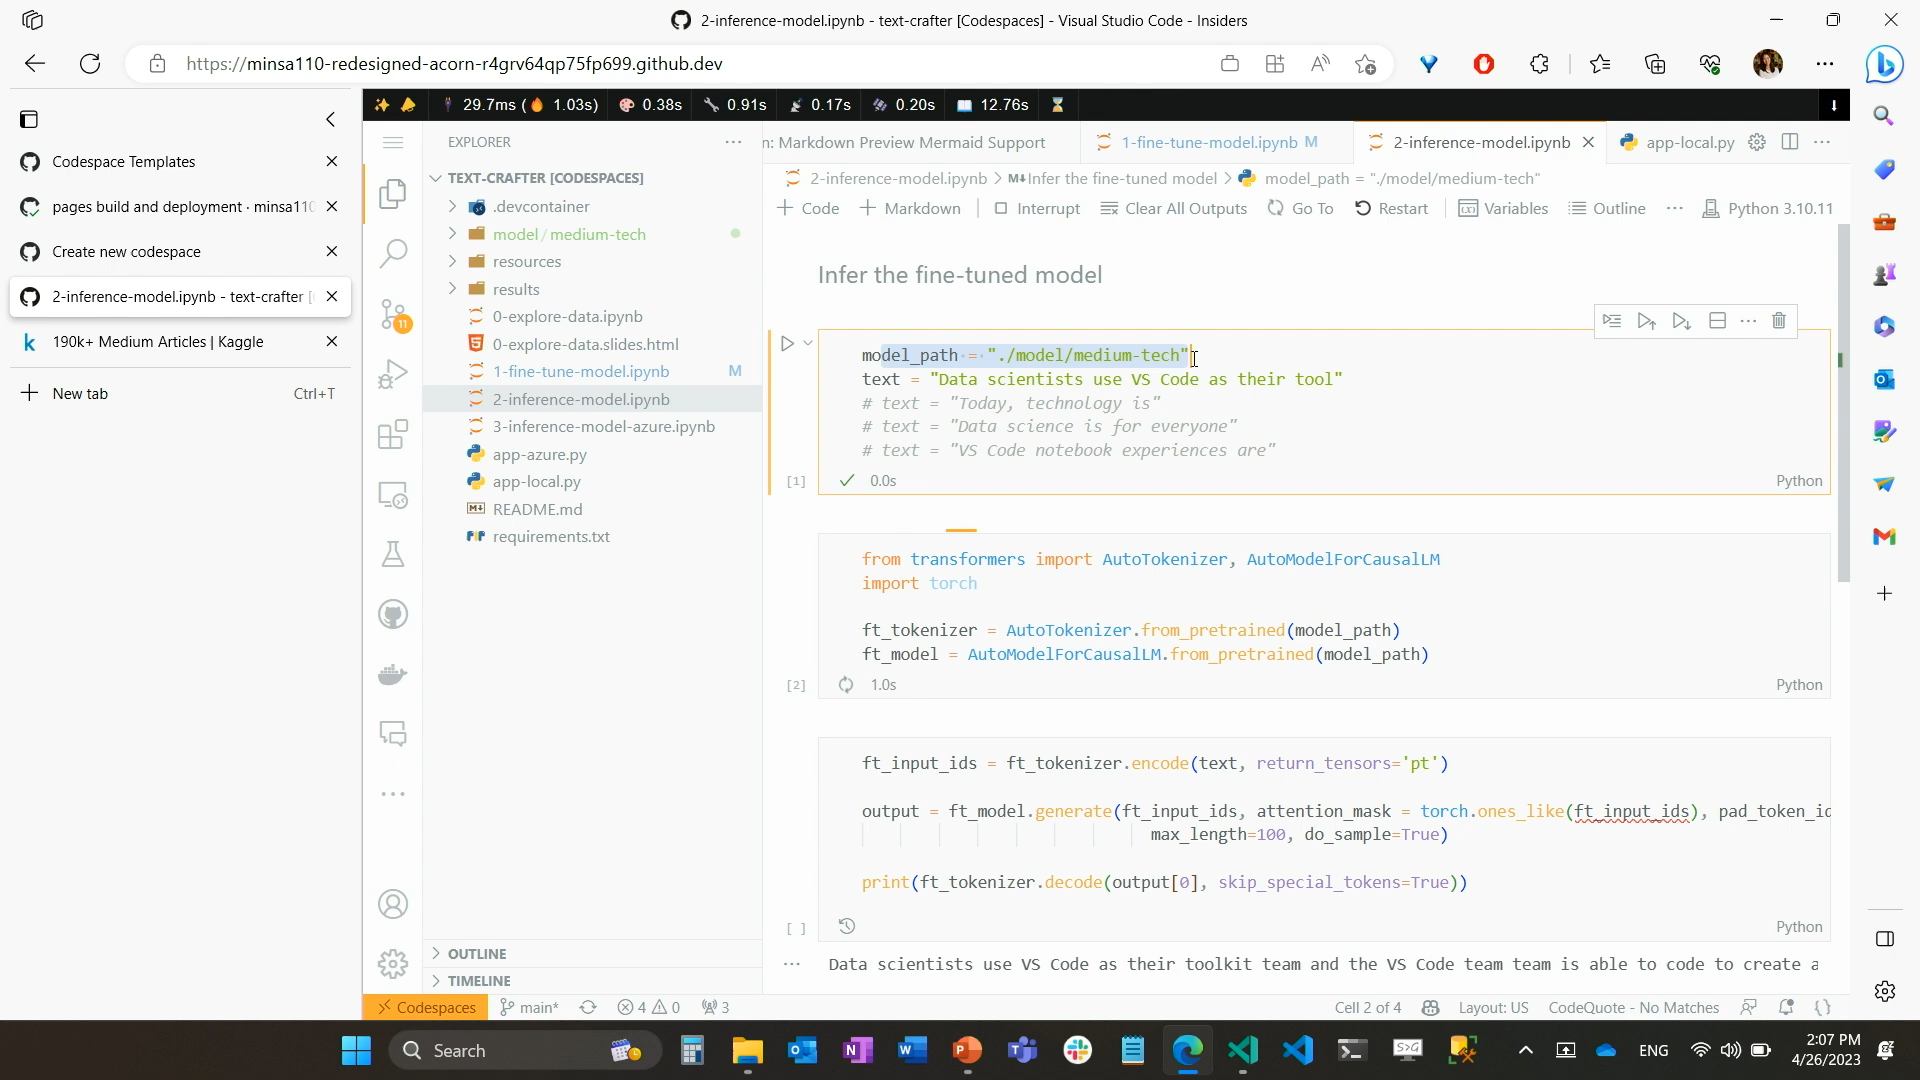 2-inference-model.ipynb - text-crafter [Codespaces] - Visual Studio Code - Insiders
https://minsa110-redesigned-acorn-r4grv64qp75fp699.github.dev
29.7ms ( 1.03s) 0.38s 0.91s 0.17s 0.20s 12.76s
Codespace Templates
pages build and deployment · minsa110
Create new codespace
2-inference-model.ipynb - text-crafter [
190k+ Medium Articles | Kaggle
New tab Ctrl+T
EXPLORER
TEXT-CRAFTER [CODESPACES]
.devcontainer
model / medium-tech
resources
results
0-explore-data.ipynb
0-explore-data.slides.html
1-fine-tune-model.ipynb M
2-inference-model.ipynb
3-inference-model-azure.ipynb
app-azure.py
app-local.py
README.md
requirements.txt
OUTLINE
TIMELINE
11
n: Markdown Preview Mermaid Support 1-fine-tune-model.ipynb M 2-inference-model.ipynb app-local.py
2-inference-model.ipynb > M↓Infer the fine-tuned model > model_path = "./model/medium-tech"
+ Code + Markdown Interrupt Clear All Outputs Go To Restart Variables Outline ··· Python 3.10.11
Infer the fine-tuned model
model_path = "./model/medium-tech"
text = "Data scientists use VS Code as their tool"
# text = "Today, technology is"
# text = "Data science is for everyone"
# text = "VS Code notebook experiences are"
[1] 0.0s Python
from transformers import AutoTokenizer, AutoModelForCausalLM
import torch
ft_tokenizer = AutoTokenizer.from_pretrained(model_path)
ft_model = AutoModelForCausalLM.from_pretrained(model_path)
[2] 1.0s Python
ft_input_ids = ft_tokenizer.encode(text, return_tensors='pt')
output = ft_model.generate(ft_input_ids, attention_mask = torch.ones_like(ft_input_ids), pad_token_id
max_length=100, do_sample=True)
print(ft_tokenizer.decode(output[0], skip_special_tokens=True))
[ ] Python
··· Data scientists use VS Code as their toolkit team and the VS Code team team is able to code to create a
Codespaces main* 4 0 3 Cell 2 of 4 Layout: US CodeQuote - No Matches
Search
ENG
2:07 PM
4/26/2023